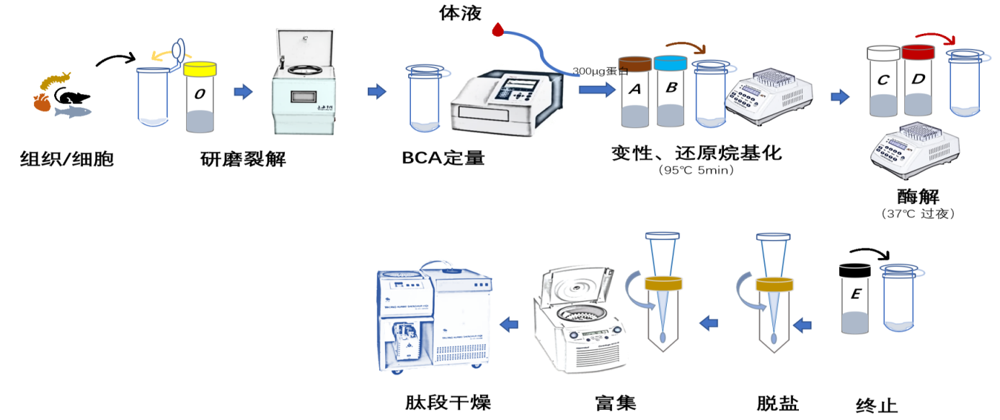 体液
300μg蛋白
O
A
B
C
D
组织/细胞
研磨裂解
BCA定量
变性、还原烷基化
（95℃ 5min）
酶解
（37℃ 过夜）
E
肽段干燥
富集
脱盐
终止